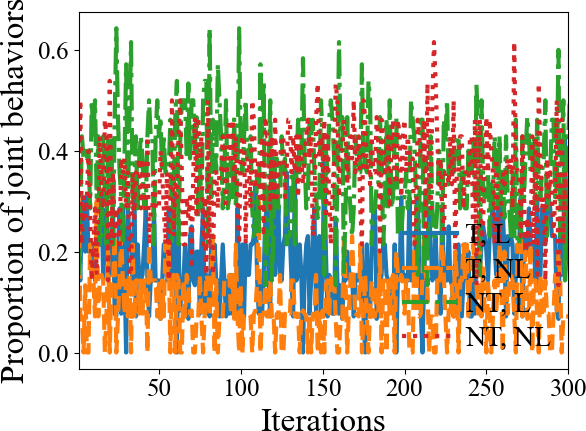 Proportion of joint behaviors
0.6
0.4
0.2
0.0
T, L
T, NL
NT, L
NT, NL
50
100
150
200
250
300
Iterations